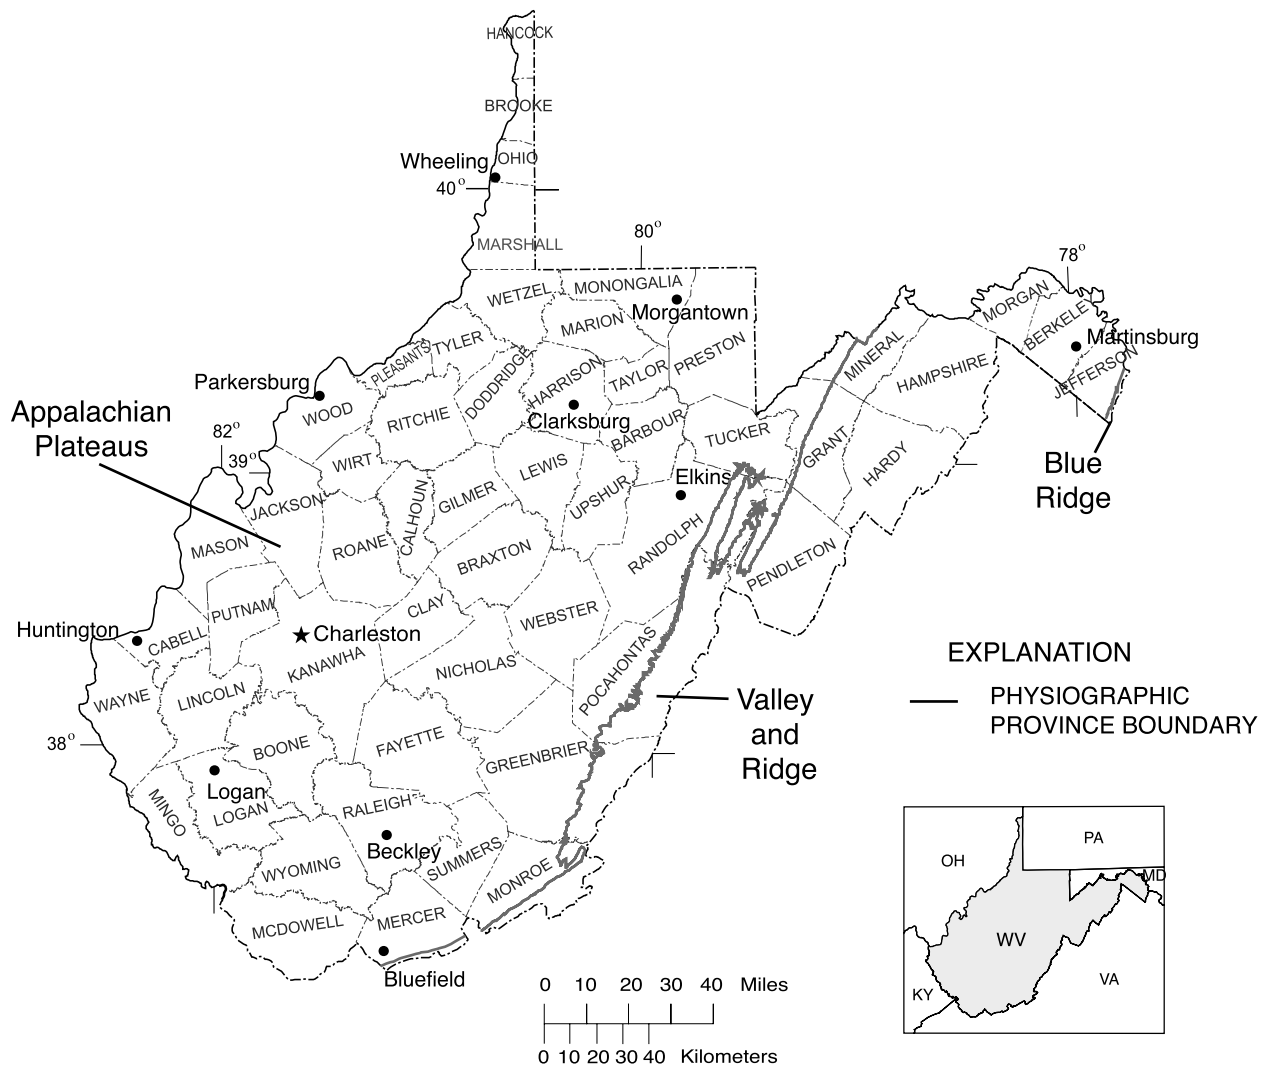 HANCOCK
BROOKE
Wheeling
OHIO
40°
MARSHALL
80°
78°
WETZEL
MONONGALIA
Morgantown
MORGAN
BERKELE
Martinsburg
MARION
TYLER
PLEASANTS
PRESTON
MINERAL
JEFFERSON
Parkersburg
WOOD
DODDRIDGE
HARRISON
TAYLOR
HAMPSHIRE
Appalachian
Plateaus
RITCHIE
Clarksburg
BARBOUR
TUCKER
82°
39°
WIRT
LEWIS
Elkins
GRANT
HARDY
Blue
Ridge
JACKSON
CALHOUN
GILMER
UPSHUR
MASON
ROANE
BRAXTON
RANDOLPH
PENDLETON
PUTNAM
CLAY
WEBSTER
Huntington
CABELL
Charleston
KANAWHA
NICHOLAS
POCAHONTAS
WAYNE
LINCOLN
Valley
and
Ridge
EXPLANATION
PHYSIOGRAPHIC
PROVINCE BOUNDARY
38°
BOONE
FAYETTE
GREENBRIER
Logan
LOGAN
MINGO
RALEIGH
Beckley
SUMMERS
WYOMING
MONROE
MCDOWELL
MERCER
Bluefield
0 10 20 30 40 Miles
0 10 20 30 40 Kilometers
OH
PA
MD
WV
KY
VA